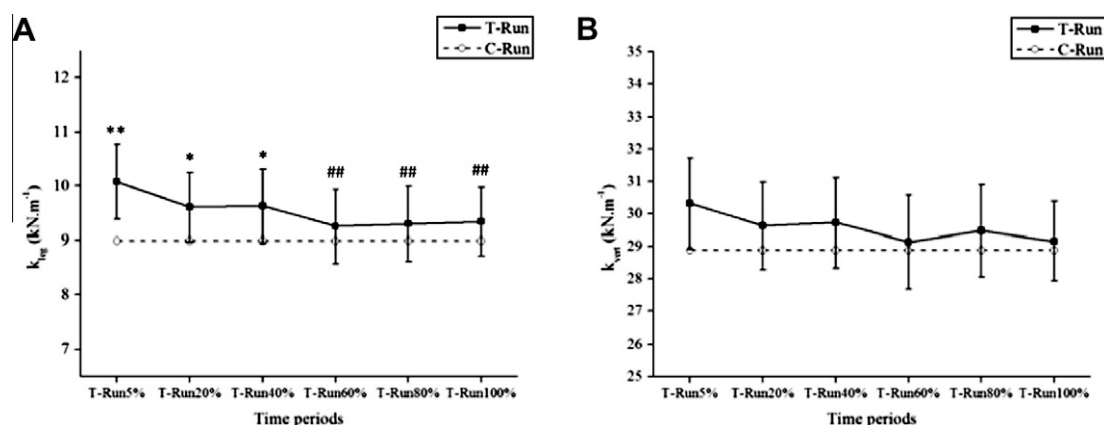 A
T-Run
C-Run
12
11
10
9
8
7
** * * ## ## ##
k_leg (kN.m⁻¹)
T-Run5% T-Run20% T-Run40% T-Run60% T-Run80% T-Run100%
Time periods
B
T-Run
C-Run
35
34
33
32
31
30
29
28
27
26
25
k_vert (kN.m⁻¹)
T-Run5% T-Run20% T-Run40% T-Run60% T-Run80% T-Run100%
Time periods